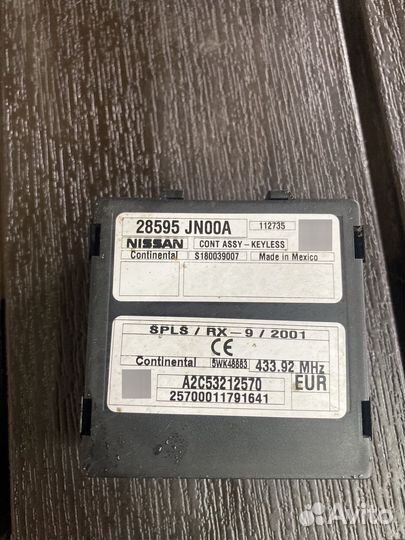 28595 JN00A 112735
NISSAN CONT ASSY-KEYLESS
Continental S180039007 Made in Mexico
SPLS / RX-9 / 2001
CE
Continental 5WK48883 433.92 MHz
A2C53212570 EUR
25700011791641
Avito